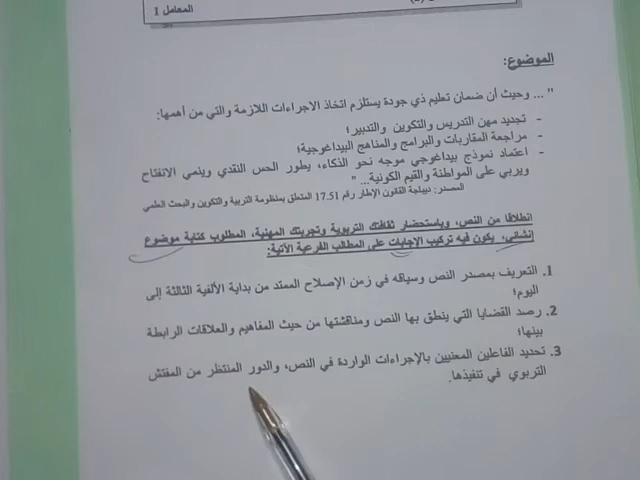 المعامل 1
الموضوع:
" ... وحيث أن ضمان تعليم ذي جودة يستلزم اتخاذ الاجراءات اللازمة والتي من أهمها:
- تجديد مهن التدريس والتكوين والتدبير؛
- مراجعة المقاربات والبرامج والمناهج البيداغوجية؛
- اعتماد نموذج بيداغوجي موجه نحو الذكاء، يطور الحس النقدي وينمي الانفتاح
ويربي على المواطنة والقيم الكونية... "
المصدر: ديباجة القانون الإطار رقم 17.51 المتعلق بمنظومة التربية والتكوين والبحث العلمي
انطلاقا من النص، وباستحضار ثقافتك التربوية وتجربتك المهنية، المطلوب كتابة موضوع
إنشائي، يكون فيه تركيب الإجابات على المطالب الفرعية الآتية:
1. التعريف بمصدر النص وسياقه في زمن الإصلاح الممتد من بداية الألفية الثالثة إلى
اليوم؛
2. رصد القضايا التي ينطق بها النص ومناقشتها من حيث المفاهيم والعلاقات الرابطة
بينها؛
3. تحديد الفاعلين المعنيين بالإجراءات الواردة في النص، والدور المنتظر من المفتش
التربوي في تنفيذها.